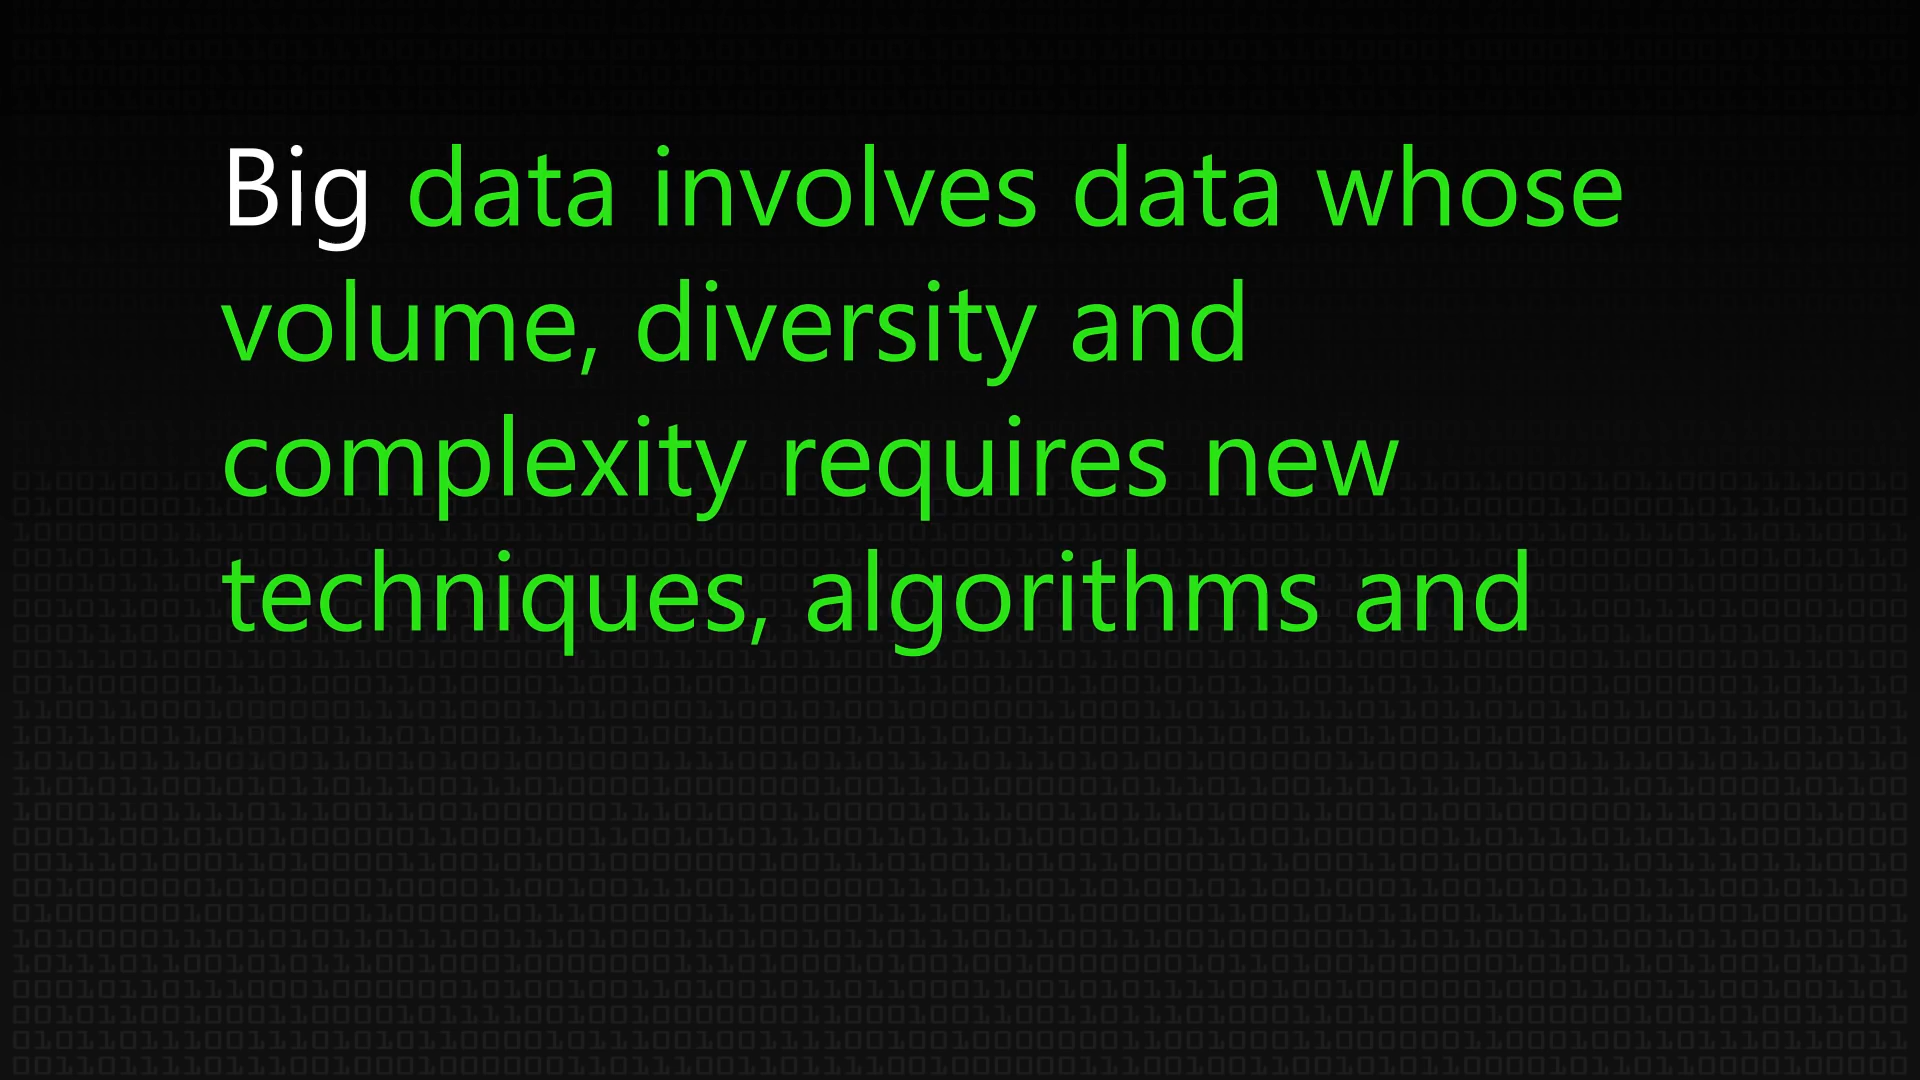 Big data involves data whose
volume, diversity and
complexity requires new
techniques, algorithms and